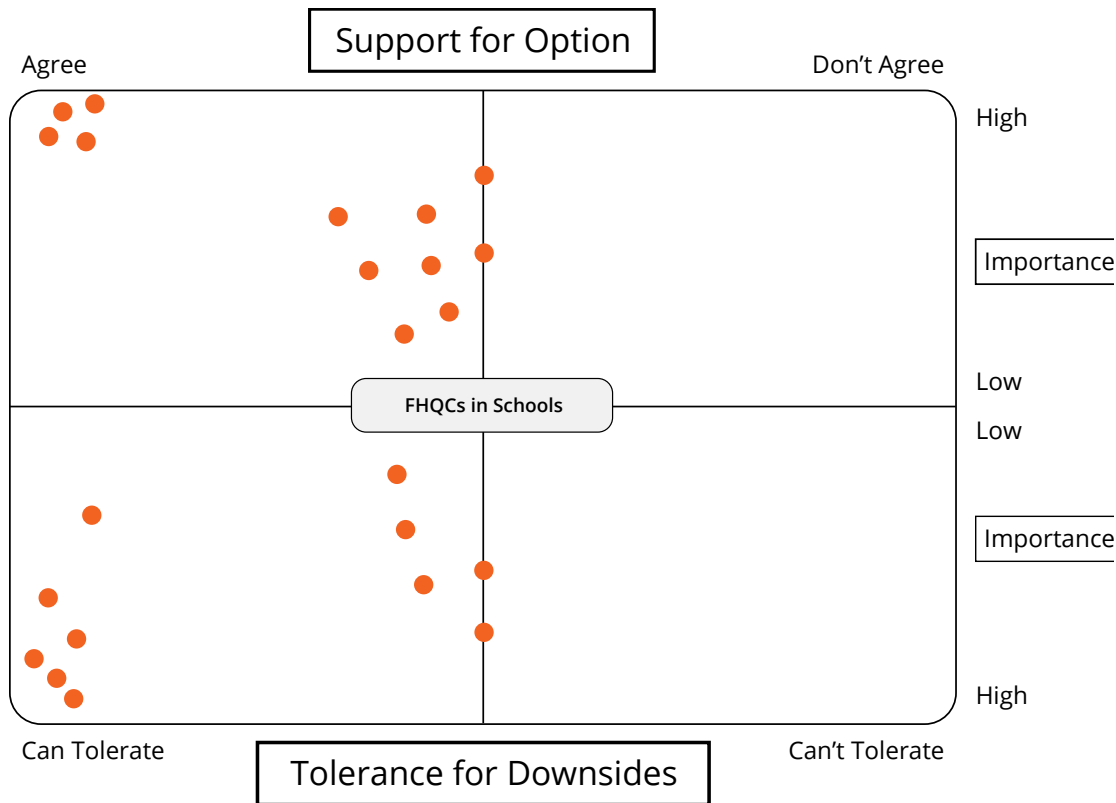 Support for Option
Agree
Don’t Agree
High
Importance
Low
FHQCs in Schools
Low
Importance
High
Can Tolerate
Can’t Tolerate
Tolerance for Downsides